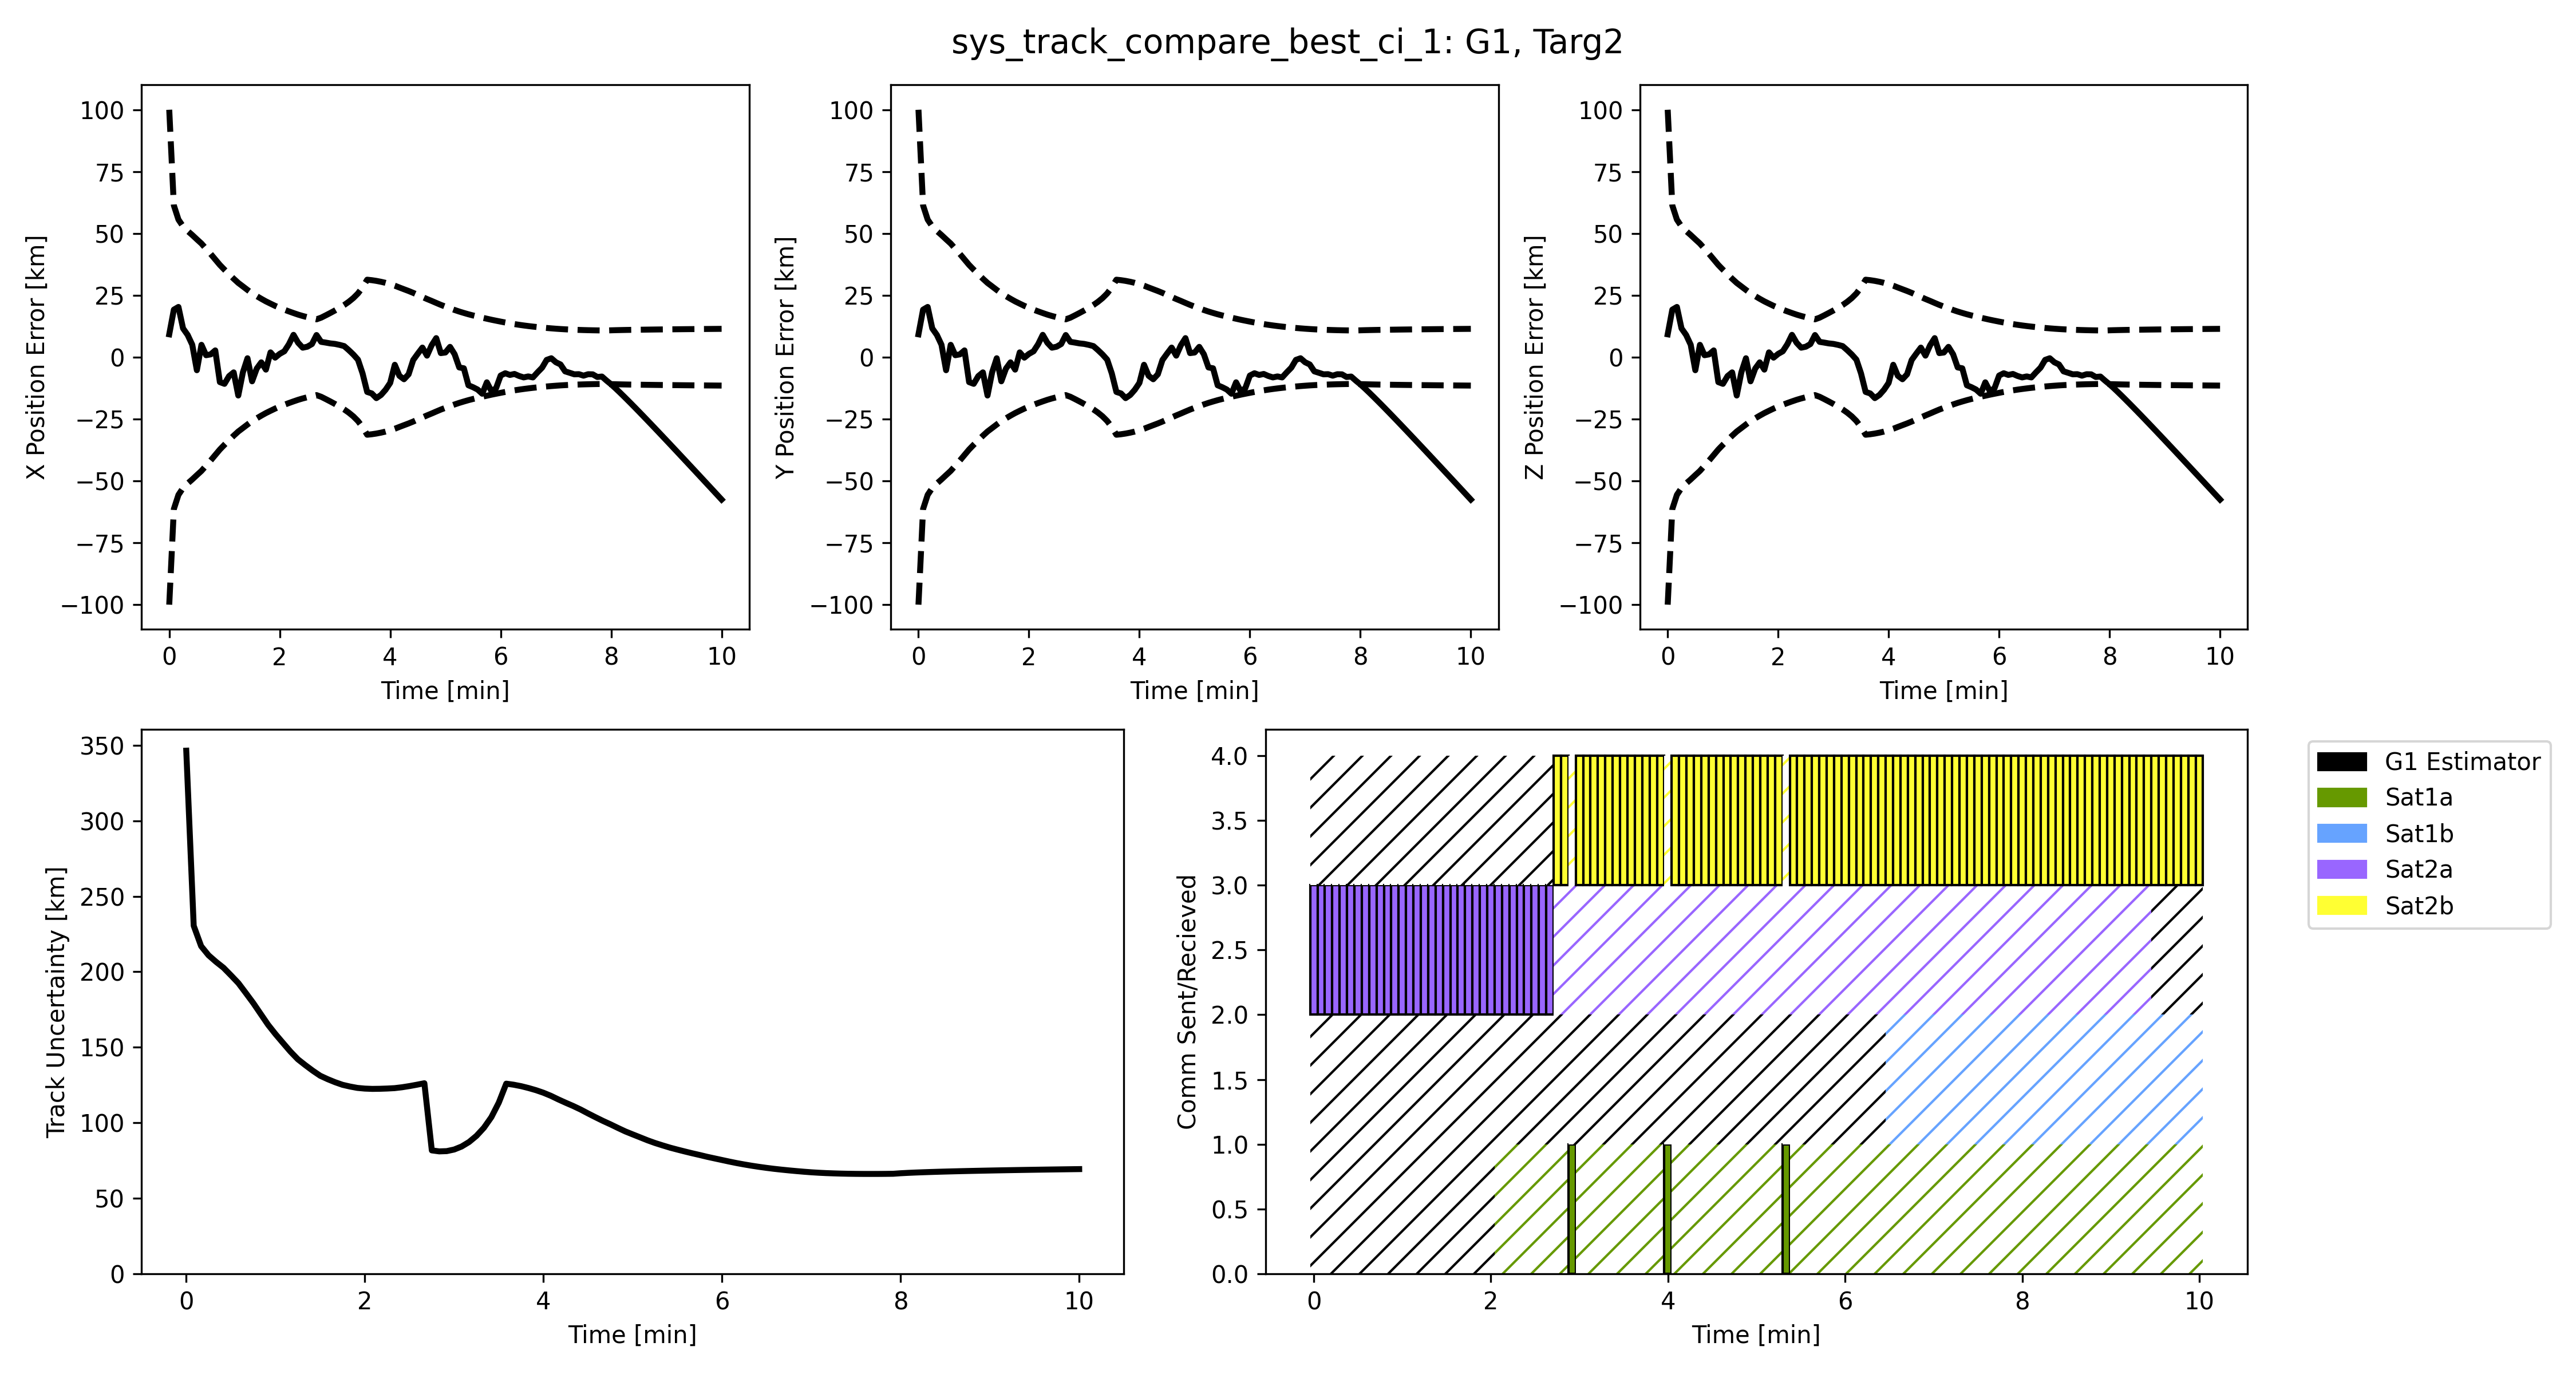 sys_track_compare_best_ci_1: G1, Targ2
X Position Error [km]
100
75
50
25
0
−25
−50
−75
−100
0 2 4 6 8 10
Time [min]
Y Position Error [km]
100
75
50
25
0
−25
−50
−75
−100
0 2 4 6 8 10
Time [min]
Z Position Error [km]
100
75
50
25
0
−25
−50
−75
−100
0 2 4 6 8 10
Time [min]
Track Uncertainty [km]
350
300
250
200
150
100
50
0
0 2 4 6 8 10
Time [min]
Comm Sent/Recieved
4.0
3.5
3.0
2.5
2.0
1.5
1.0
0.5
0.0
0 2 4 6 8 10
Time [min]
G1 Estimator
Sat1a
Sat1b
Sat2a
Sat2b